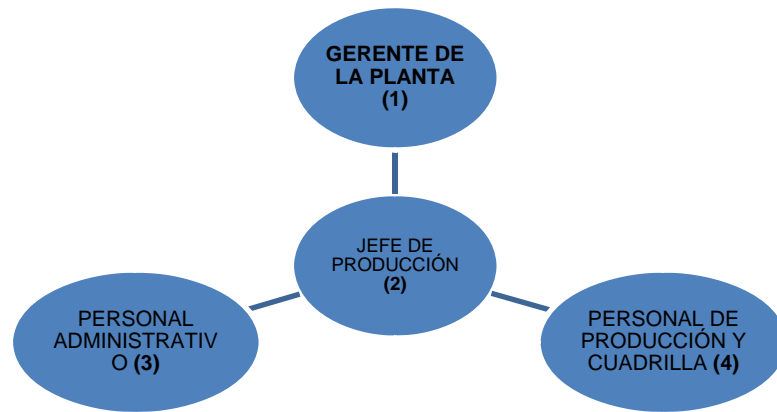 GERENTE DE
LA PLANTA
(1)
JEFE DE
PRODUCCIÓN
(2)
PERSONAL
ADMINISTRATIV
O (3)
PERSONAL DE
PRODUCCIÓN Y
CUADRILLA (4)